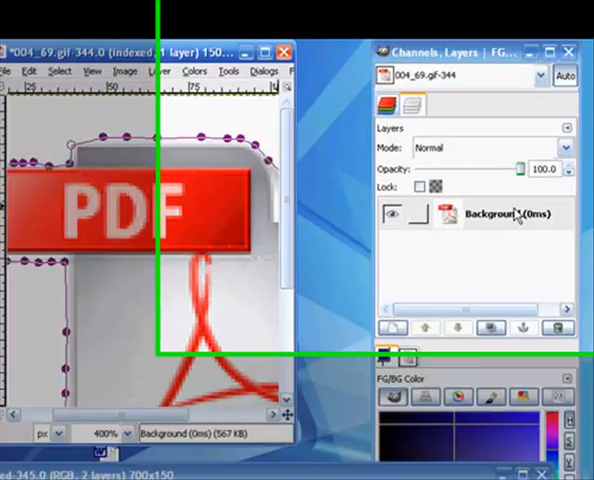 *004_69.gif-344.0 (indexed, 1 layer) 150...
File Edit Select View Image Layer Colors Tools Dialogs
25 50 75
PDF
px 400% Background (0ms) (567 KB)
Channels, Layers | FG...
004_69.gif-344 Auto
Layers
Mode: Normal
Opacity: 100.0
Lock:
Background (0ms)
FG/BG Color
H
S
V
ed-345.0 (RGB, 2 layers) 700x150